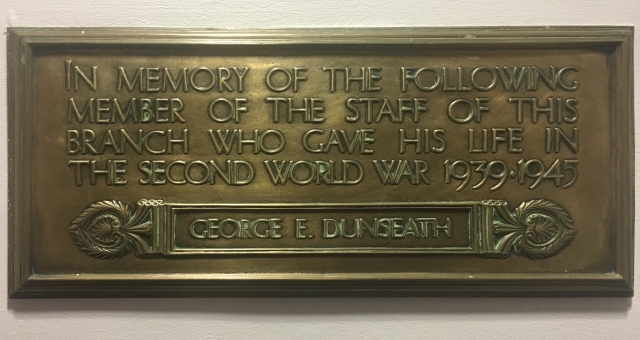 IN MEMORY OF THE FOLLOWING
MEMBER OF THE STAFF OF THIS
BRANCH WHO GAVE HIS LIFE IN
THE SECOND WORLD WAR 1939·1945
GEORGE E. DUNSEATH